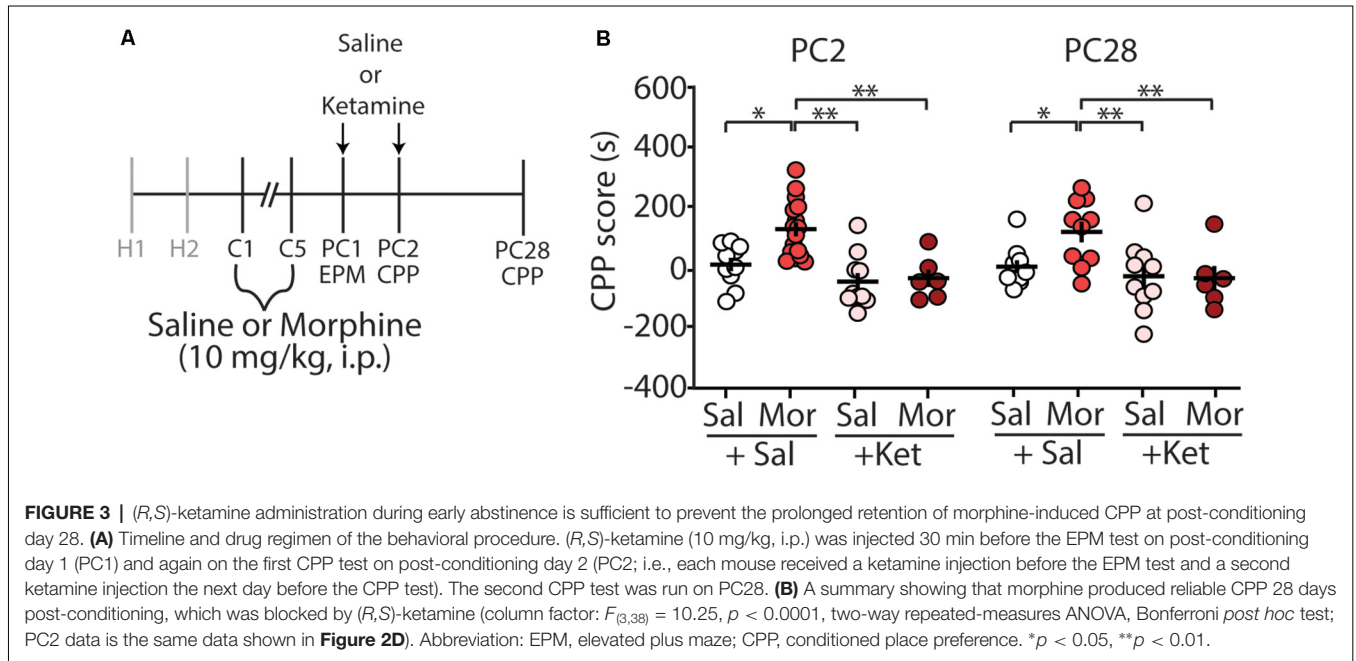 A
Saline
or
Ketamine
H1 H2 C1 C5 PC1 PC2 PC28
EPM CPP CPP
Saline or Morphine
(10 mg/kg, i.p.)
B
PC2 PC28
CPP score (s)
600
400
200
0
-200
-400
* ** ** * ** **
Sal Mor Sal Mor Sal Mor Sal Mor
+ Sal +Ket + Sal +Ket
FIGURE 3 | (R,S)-ketamine administration during early abstinence is sufficient to prevent the prolonged retention of morphine-induced CPP at post-conditioning
day 28. (A) Timeline and drug regimen of the behavioral procedure. (R,S)-ketamine (10 mg/kg, i.p.) was injected 30 min before the EPM test on post-conditioning
day 1 (PC1) and again on the first CPP test on post-conditioning day 2 (PC2; i.e., each mouse received a ketamine injection before the EPM test and a second
ketamine injection the next day before the CPP test). The second CPP test was run on PC28. (B) A summary showing that morphine produced reliable CPP 28 days
post-conditioning, which was blocked by (R,S)-ketamine (column factor: F(3,38) = 10.25, p < 0.0001, two-way repeated-measures ANOVA, Bonferroni post hoc test;
PC2 data is the same data shown in Figure 2D). Abbreviation: EPM, elevated plus maze; CPP, conditioned place preference. *p < 0.05, **p < 0.01.